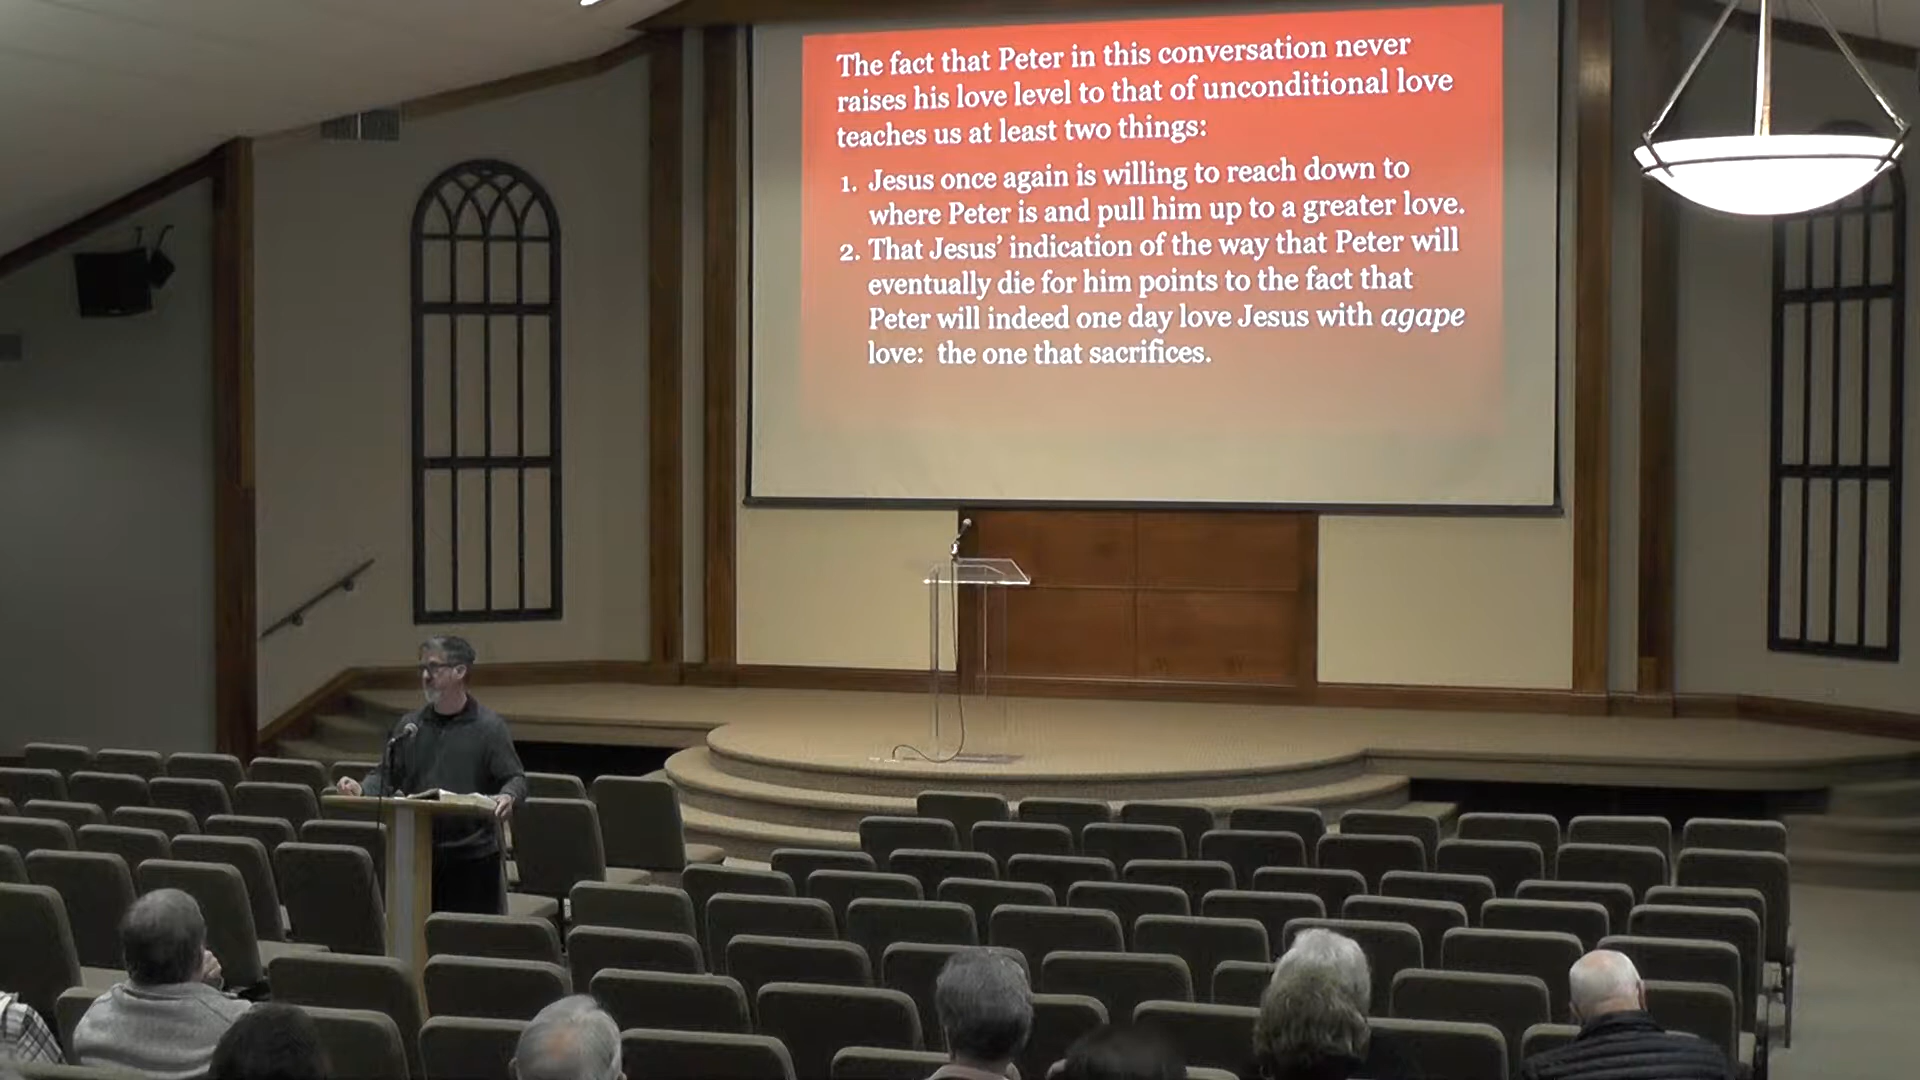 The fact that Peter in this conversation never
raises his love level to that of unconditional love
teaches us at least two things:
1. Jesus once again is willing to reach down to
where Peter is and pull him up to a greater love.
2. That Jesus’ indication of the way that Peter will
eventually die for him points to the fact that
Peter will indeed one day love Jesus with agape
love:  the one that sacrifices.